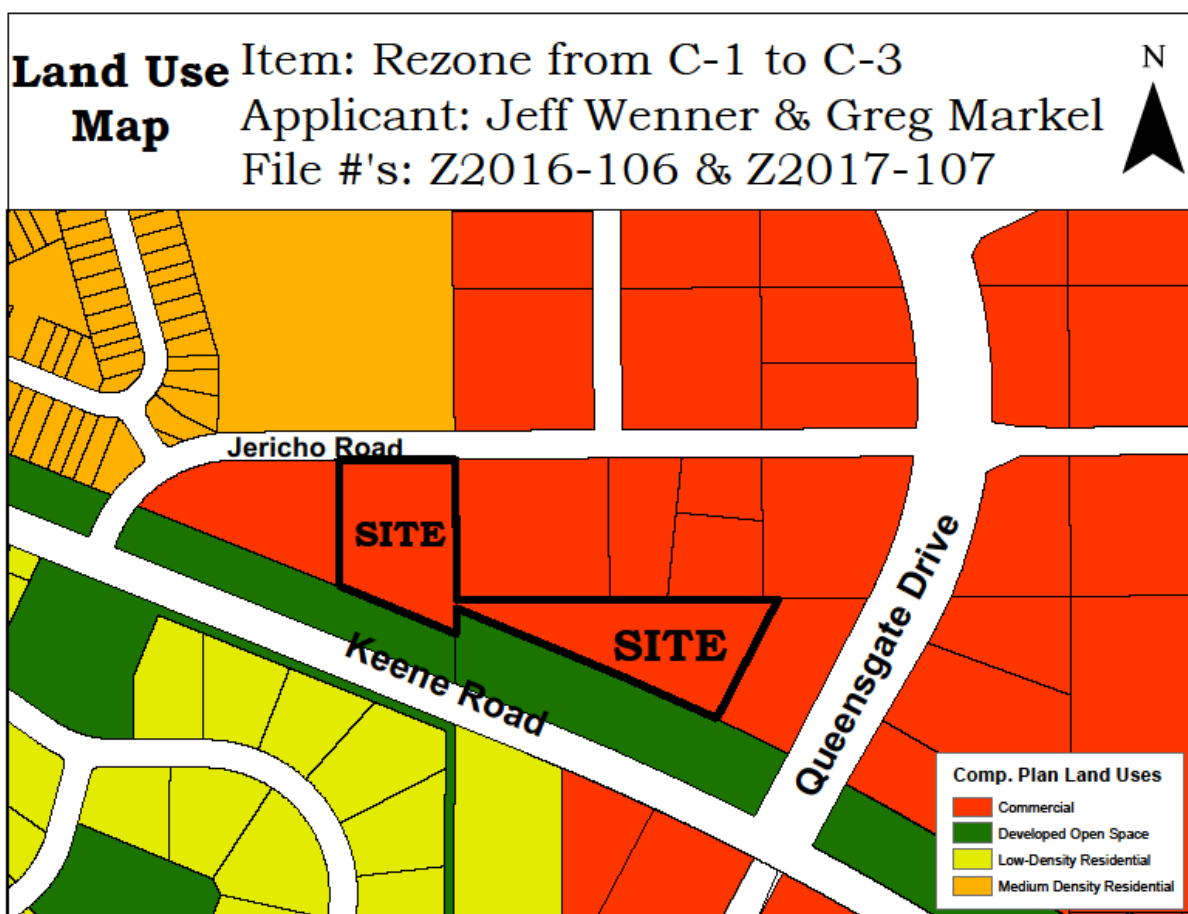 Land Use
Map
Item: Rezone from C-1 to C-3
Applicant: Jeff Wenner & Greg Markel
File #'s: Z2016-106 & Z2017-107
N
Jericho Road
SITE
SITE
Keene Road
Queensgate Drive
Comp. Plan Land Uses
Commercial
Developed Open Space
Low-Density Residential
Medium Density Residential